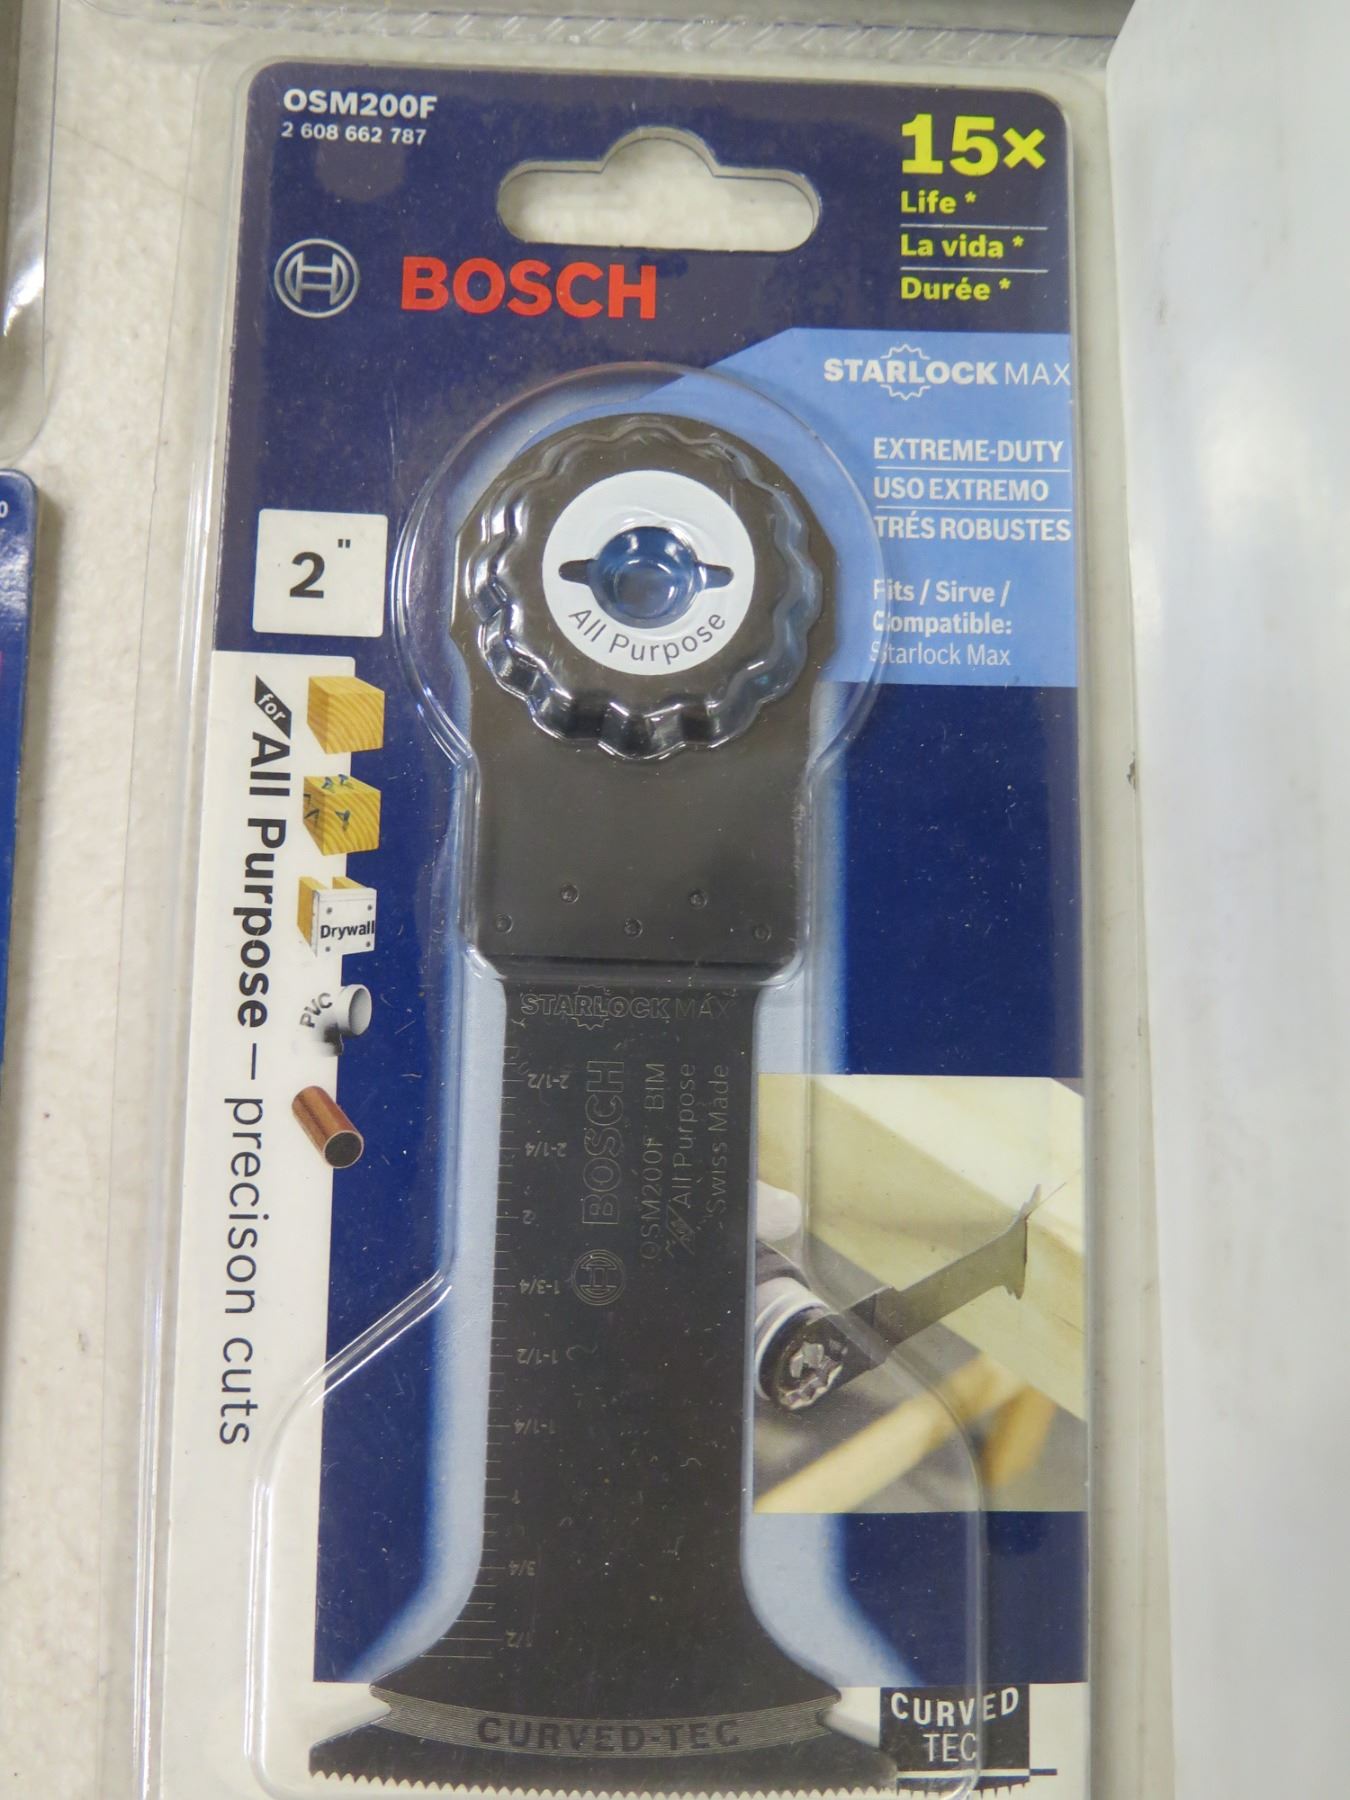 OSM200F
2 608 662 787
BOSCH
15×
Life *
La vida *
Durée *
STARLOCK MAX
EXTREME-DUTY
USO EXTREMO
TRÉS ROBUSTES
Fits / Sirve /
Compatible:
Starlock Max
2"
All Purpose
for
All Purpose – precison cuts
Drywall
PVC
STARLOCK MAX
2-1/2
2-1/4
2
1-3/4
1-1/2
1-1/4
1
3/4
1/2
BOSCH
OSM200F BIM
for All Purpose
Swiss Made
CURVED-TEC
CURVED
TEC
0